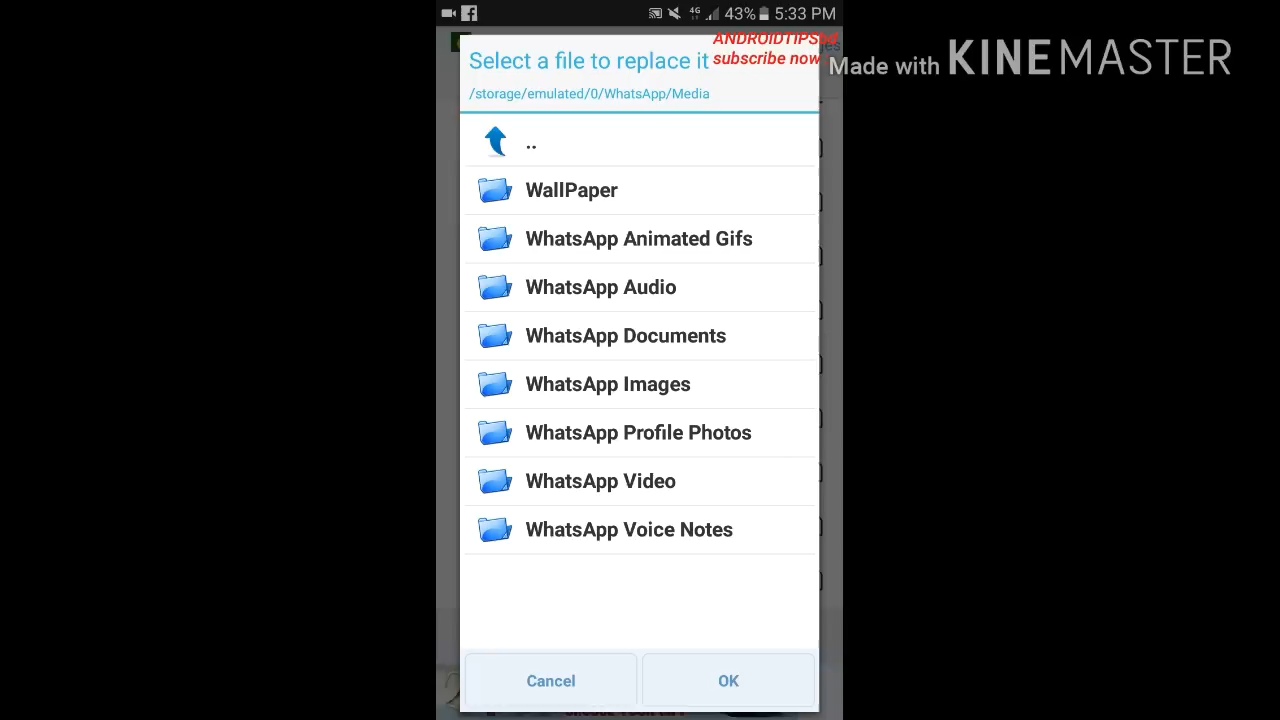 4G 43% 5:33 PM
ANDROIDTIPSbd
subscribe now
Made with KINEMASTER
Select a file to replace it
/storage/emulated/0/WhatsApp/Media
..
WallPaper
WhatsApp Animated Gifs
WhatsApp Audio
WhatsApp Documents
WhatsApp Images
WhatsApp Profile Photos
WhatsApp Video
WhatsApp Voice Notes
Cancel
OK